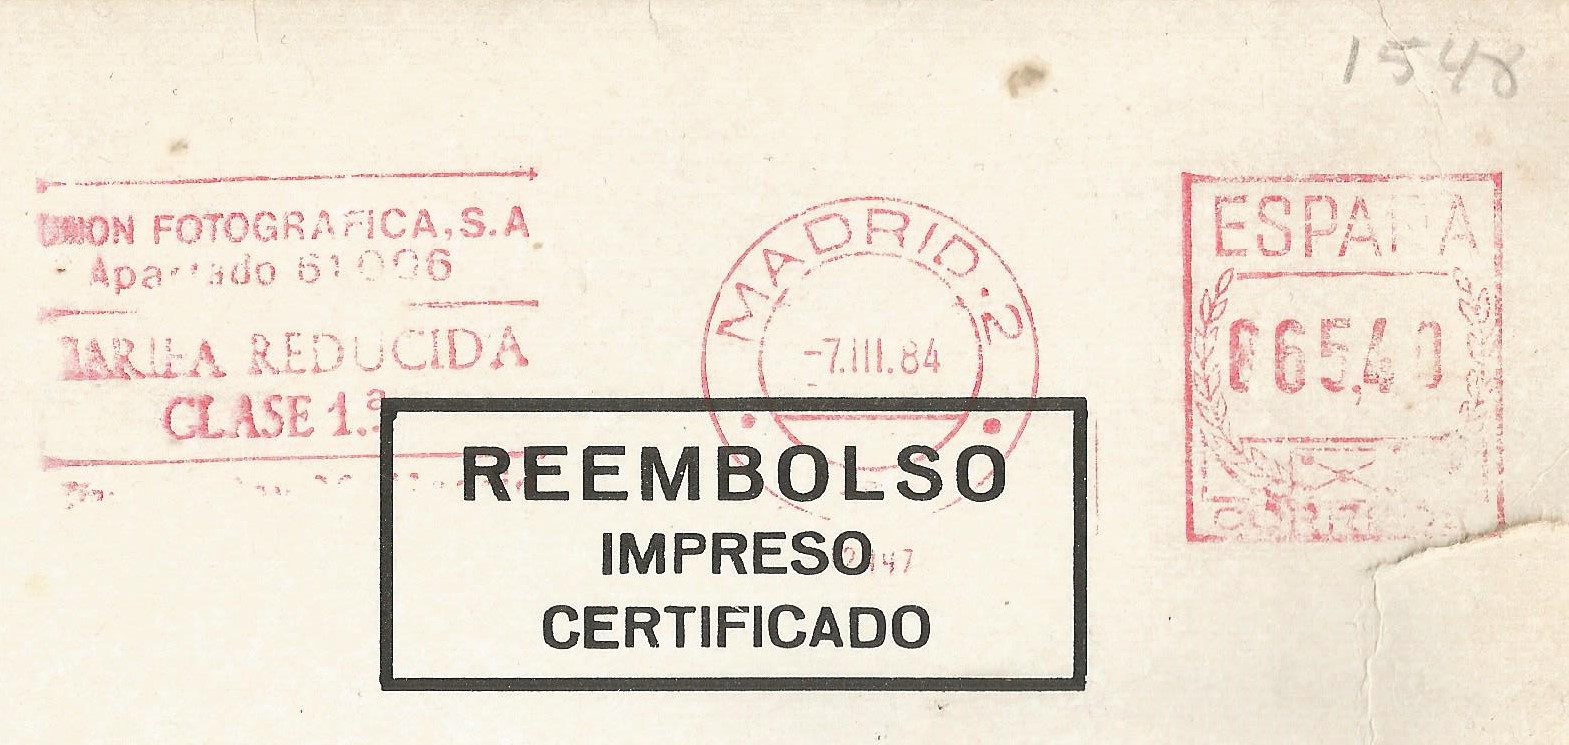 1548
UNION FOTOGRAFICA, S.A
Apartado 61006
TARIFA REDUCIDA
CLASE 1.ª
MADRID·2
-7.III.84
ESPAÑA
065,40
CORREOS
REEMBOLSO
IMPRESO
CERTIFICADO